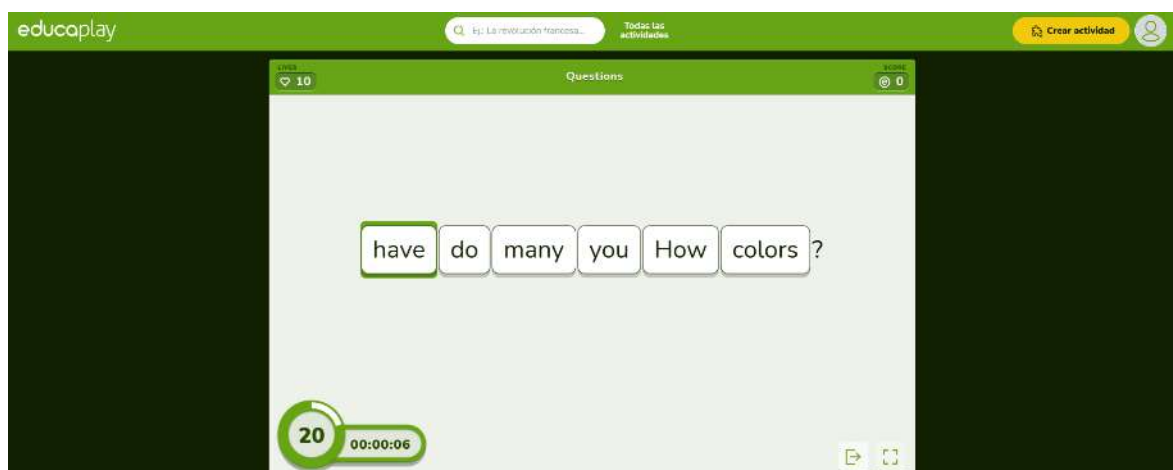 educaplay
Ej: La revolución francesa...
Todas las
actividades
Crear actividad
LIVES
10
Questions
SCORE
0
have do many you How colors ?
20
00:00:06